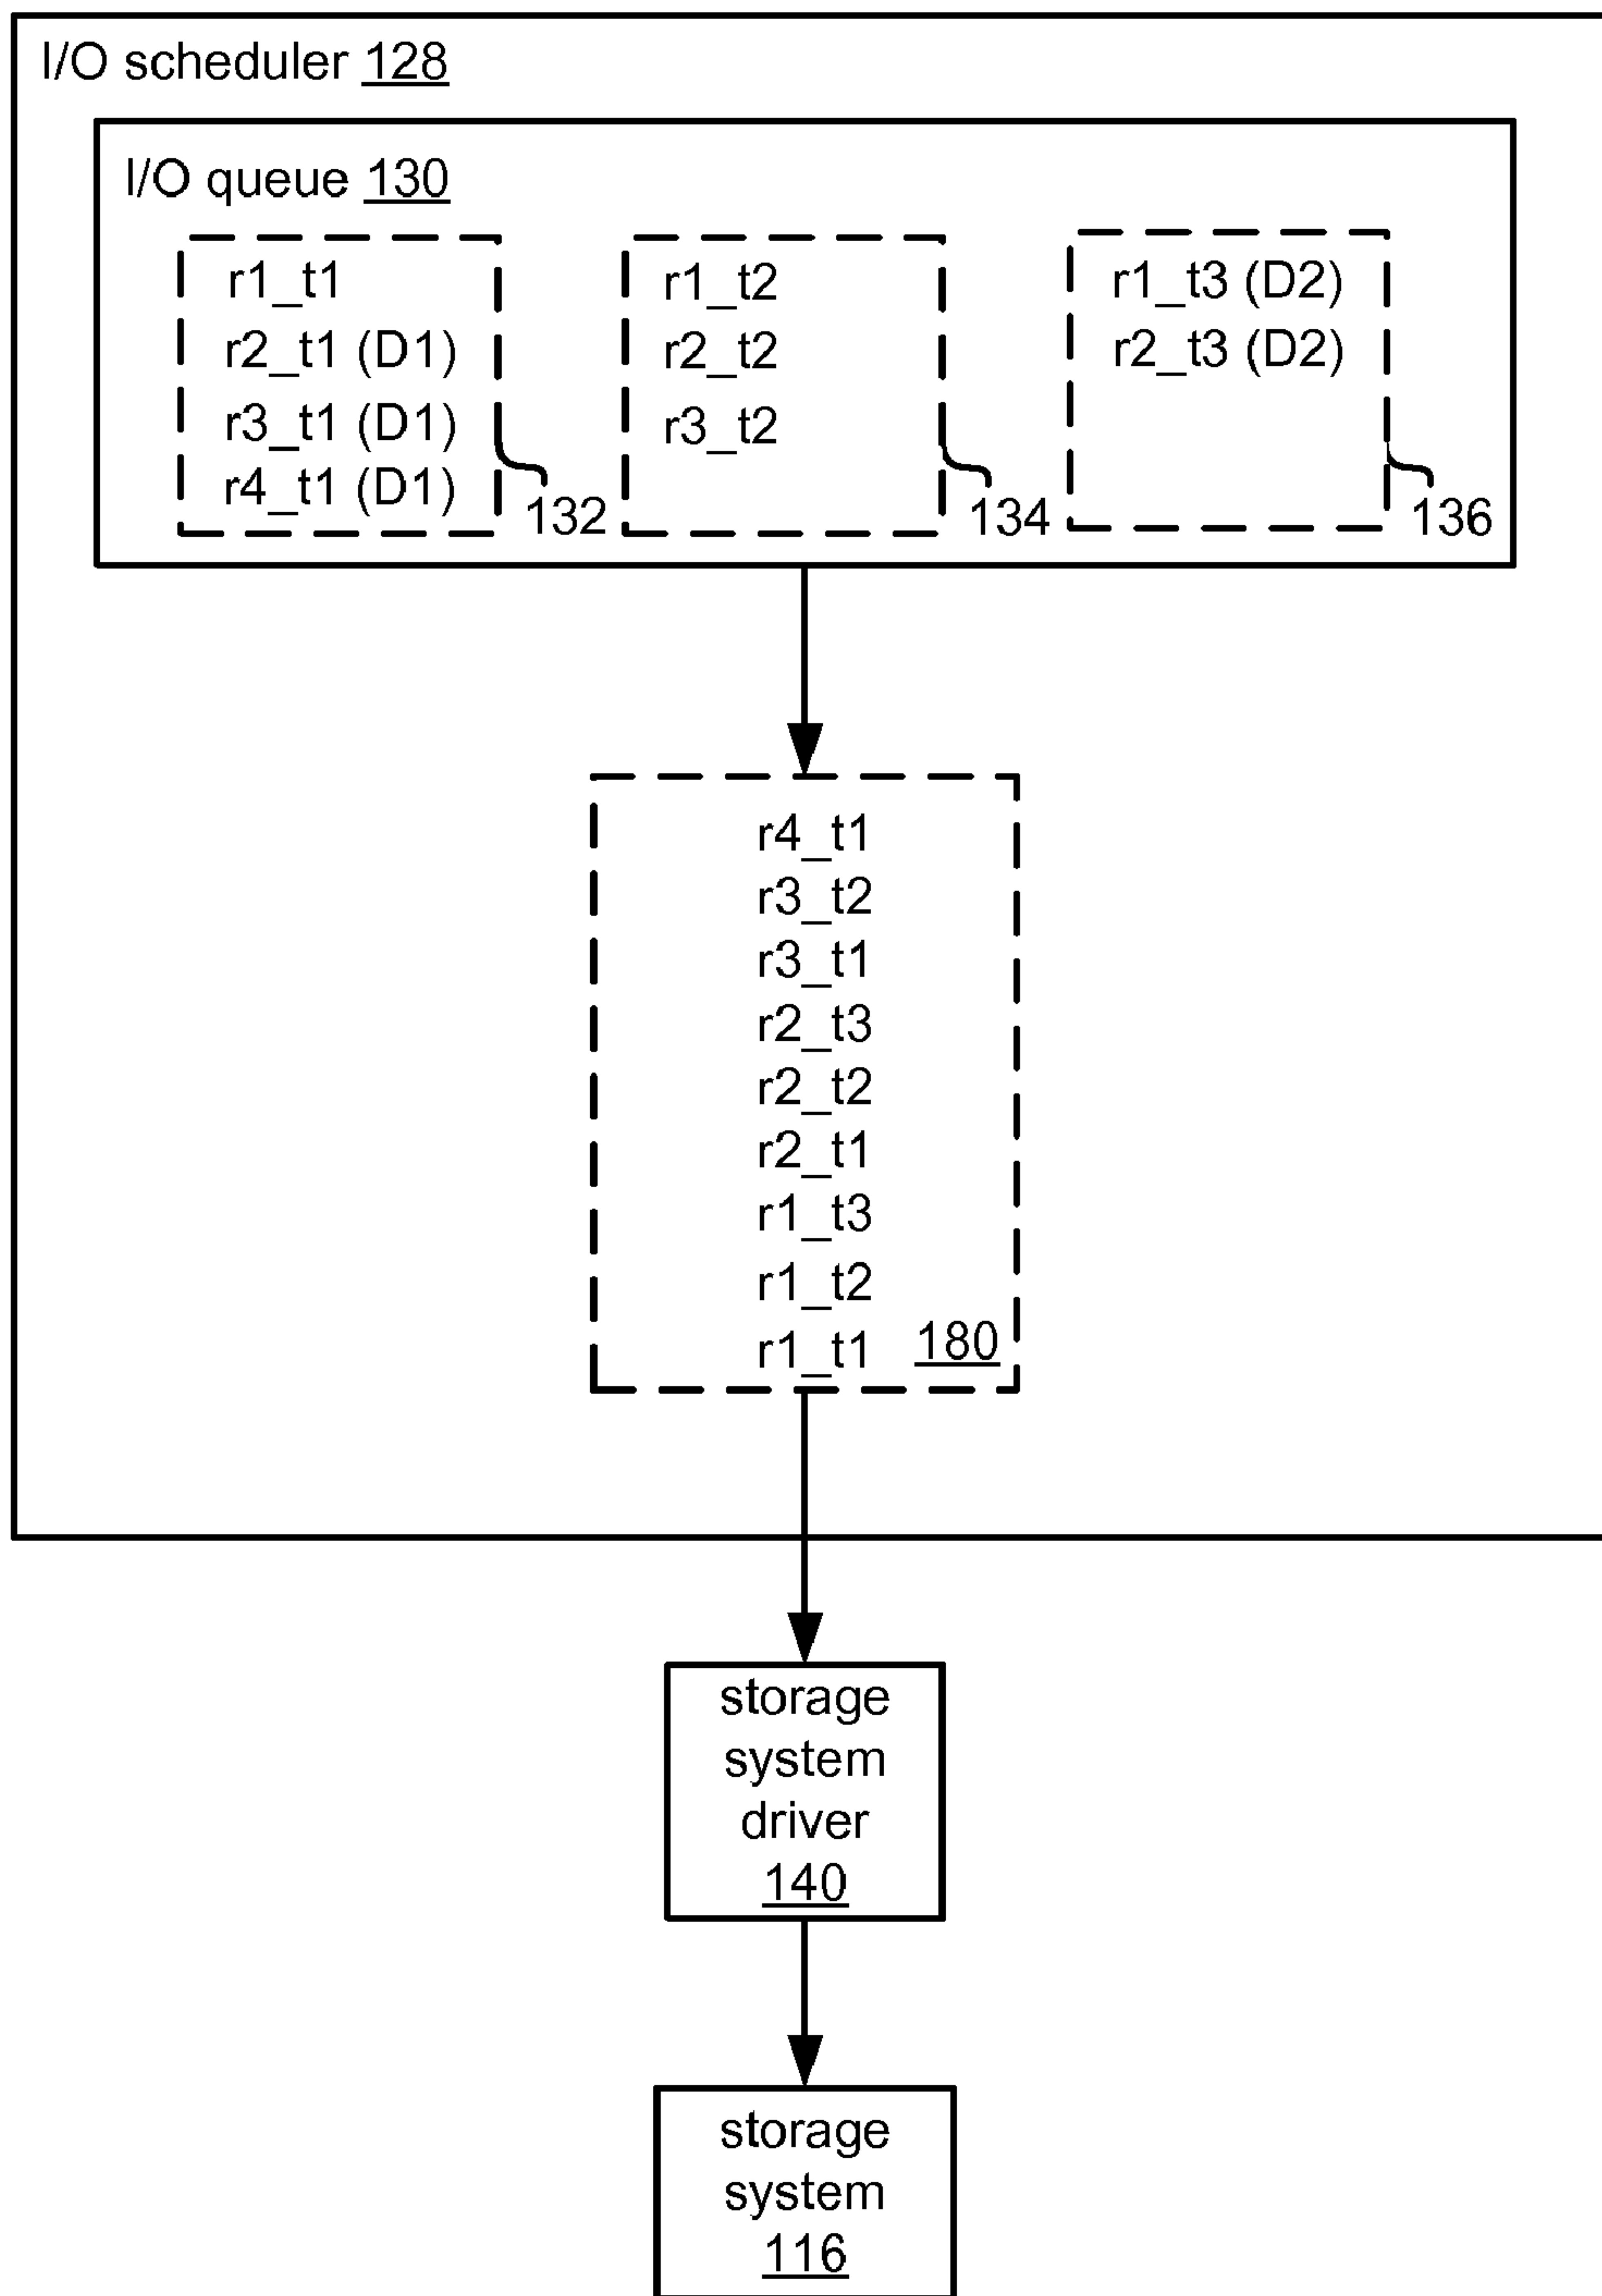 I/O scheduler 128
I/O queue 130
r1_t1
r2_t1 (D1)
r3_t1 (D1)
r4_t1 (D1)
132
r1_t2
r2_t2
r3_t2
134
r1_t3 (D2)
r2_t3 (D2)
136
r4_t1
r3_t2
r3_t1
r2_t3
r2_t2
r2_t1
r1_t3
r1_t2
r1_t1
180
storage
system
driver
140
storage
system
116